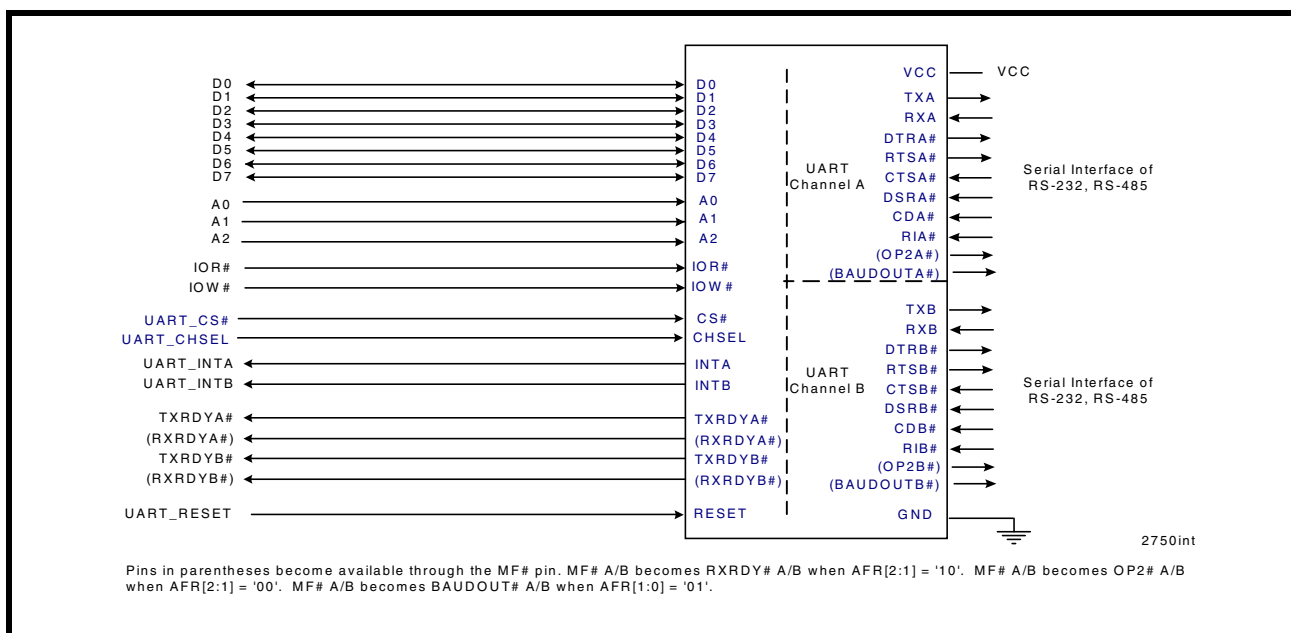 D0
D1
D2
D3
D4
D5
D6
D7
A0
A1
A2
IOR#
IOW#
UART_CS#
UART_CHSEL
UART_INTA
UART_INTB
TXRDYA#
(RXRDYA#)
TXRDYB#
(RXRDYB#)
UART_RESET
D0
D1
D2
D3
D4
D5
D6
D7
A0
A1
A2
IOR#
IOW#
CS#
CHSEL
INTA
INTB
TXRDYA#
(RXRDYA#)
TXRDYB#
(RXRDYB#)
RESET
UART
Channel A
UART
Channel B
VCC
TXA
RXA
DTRA#
RTSA#
CTSA#
DSRA#
CDA#
RIA#
(OP2A#)
(BAUDOUTA#)
TXB
RXB
DTRB#
RTSB#
CTSB#
DSRB#
CDB#
RIB#
(OP2B#)
(BAUDOUTB#)
GND
VCC
Serial Interface of
RS-232, RS-485
Serial Interface of
RS-232, RS-485
2750int
Pins in parentheses become available through the MF# pin. MF# A/B becomes RXRDY# A/B when AFR[2:1] = '10'. MF# A/B becomes OP2# A/B
when AFR[2:1] = '00'. MF# A/B becomes BAUDOUT# A/B when AFR[1:0] = '01'.